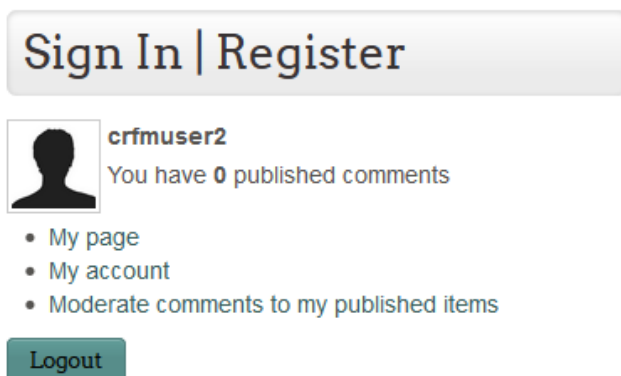 Sign In | Register
crfmuser2
You have 0 published comments
My page
My account
Moderate comments to my published items
Logout